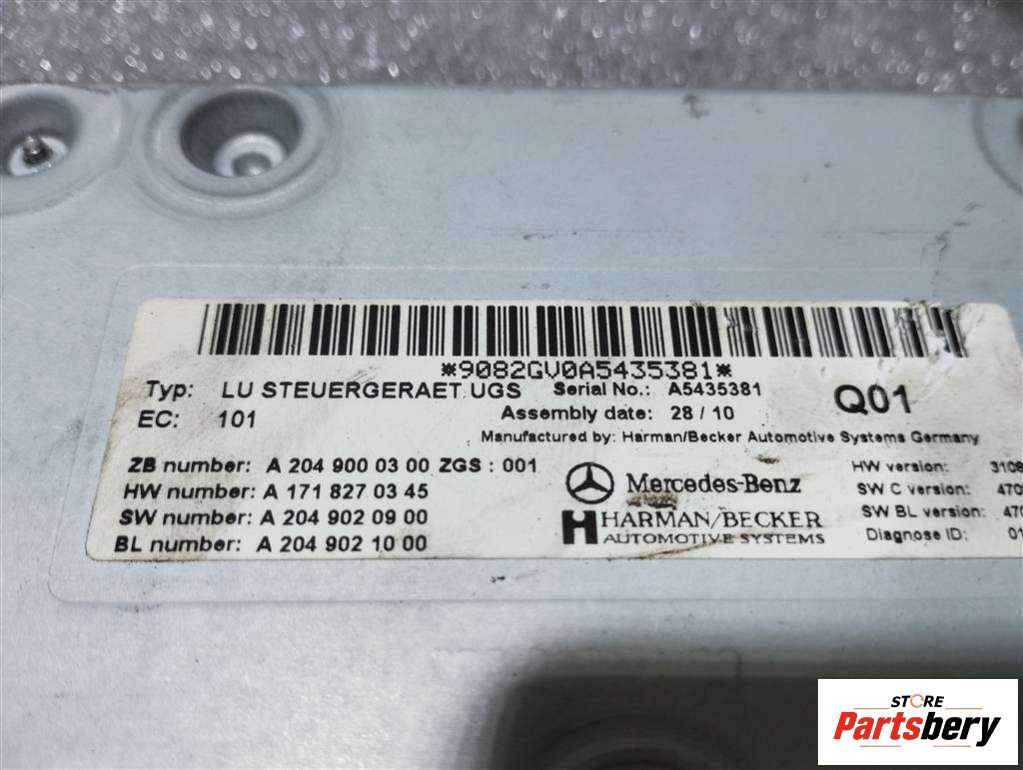 *9082GV0A5435381*
Typ: LU STEUERGERAET UGS Serial No.: A5435381
EC: 101 Assembly date: 28 / 10 Q01
Manufactured by: Harman/Becker Automotive Systems Germany
ZB number: A 204 900 03 00 ZGS : 001
HW number: A 171 827 03 45
SW number: A 204 902 09 00
BL number: A 204 902 10 00
Mercedes-Benz
HARMAN/BECKER
AUTOMOTIVE SYSTEMS
HW version: 3108
SW C version:
SW BL version:
Diagnose ID: 01
STORE
Partsbery